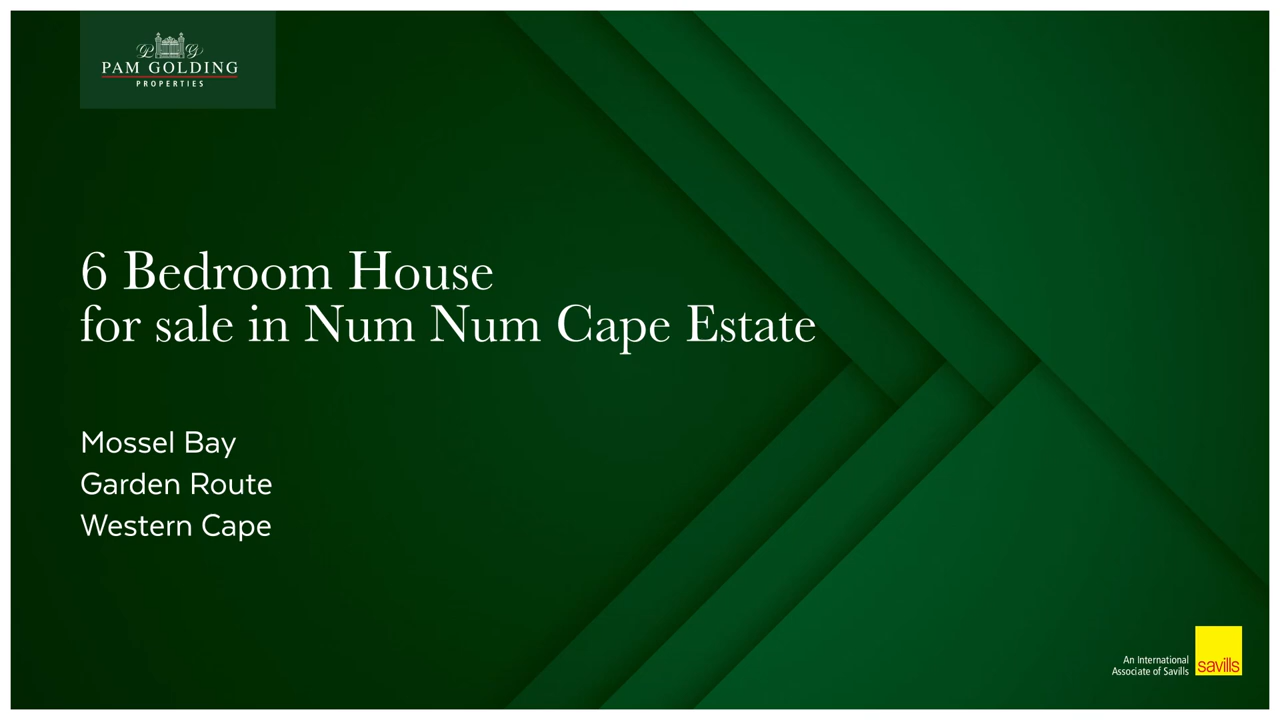 PAM GOLDING
PROPERTIES
6 Bedroom House
for sale in Num Num Cape Estate
Mossel Bay
Garden Route
Western Cape
An International
Associate of Savills
savills